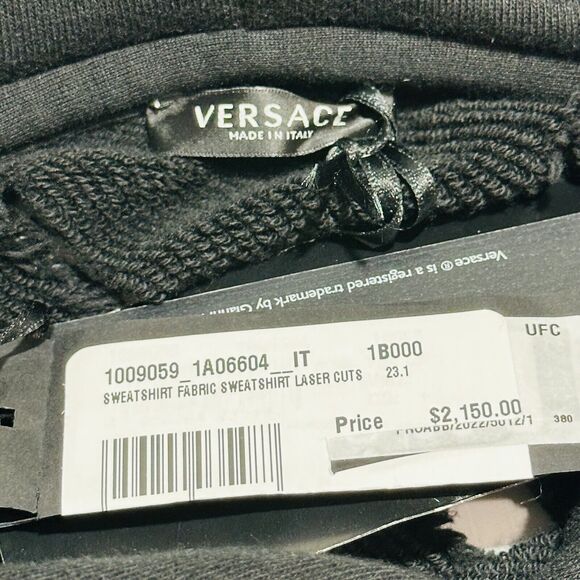 VERSACE
MADE IN ITALY
Versace ® is a registered
trademark by Gianni
UFC
1009059_1A06604__IT 1B000
SWEATSHIRT FABRIC SWEATSHIRT LASER CUTS 23.1
Price $2,150.00
380